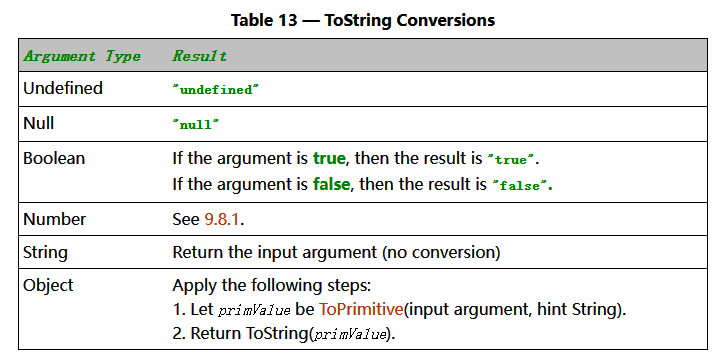 Table 13 — ToString Conversions
Argument Type Result
Undefined "undefined"
Null "null"
Boolean If the argument is true, then the result is "true".
If the argument is false, then the result is "false".
Number See 9.8.1.
String Return the input argument (no conversion)
Object Apply the following steps:
1. Let primValue be ToPrimitive(input argument, hint String).
2. Return ToString(primValue).